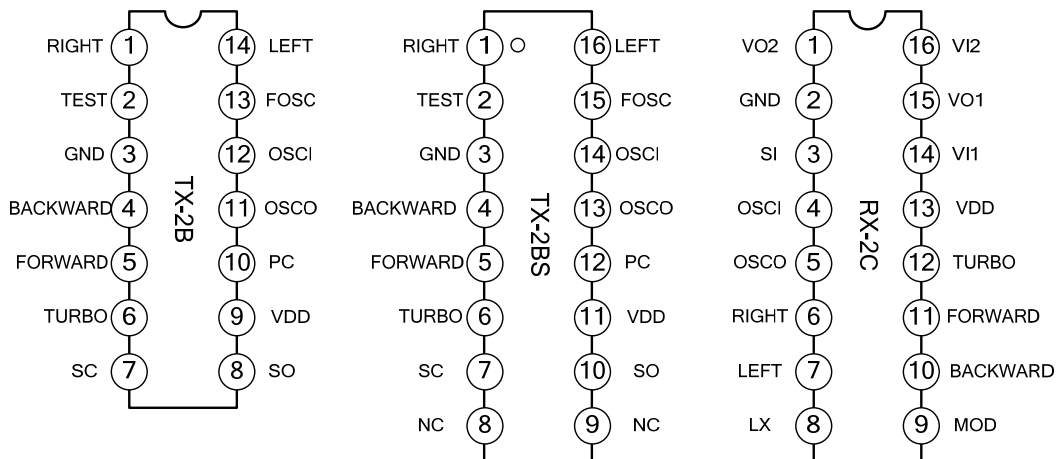 RIGHT 1 14 LEFT
TEST 2 13 FOSC
GND 3 12 OSCI
BACKWARD 4 11 OSCO
FORWARD 5 10 PC
TURBO 6 9 VDD
SC 7 8 SO
TX-2B
RIGHT 1 16 LEFT
TEST 2 15 FOSC
GND 3 14 OSCI
BACKWARD 4 13 OSCO
FORWARD 5 12 PC
TURBO 6 11 VDD
SC 7 10 SO
NC 8 9 NC
TX-2BS
VO2 1 16 VI2
GND 2 15 VO1
SI 3 14 VI1
OSCI 4 13 VDD
OSCO 5 12 TURBO
RIGHT 6 11 FORWARD
LEFT 7 10 BACKWARD
LX 8 9 MOD
RX-2C